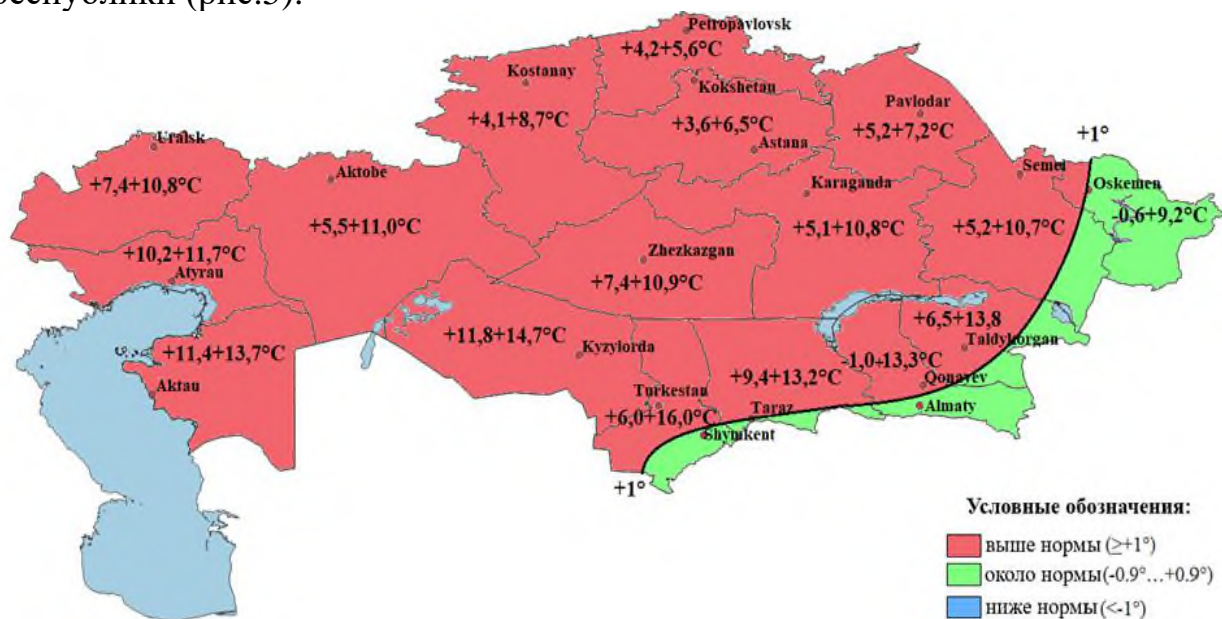 республики (рис.3).
Petropavlovsk
+4,2+5,6°C
Kostanay
Kokshetau
Pavlodar
+4,1+8,7°C
+3,6+6,5°C
+5,2+7,2°C
+1°
Uralsk
Astana
Aktobe
Semei
Karaganda
Oskemen
+7,4+10,8°C
-0,6+9,2°C
+5,5+11,0°C
+5,1+10,8°C
+5,2+10,7°C
+10,2+11,7°C
Zhezkazgan
Atyrau
+7,4+10,9°C
+6,5+13,8
+11,8+14,7°C
Taldykorgan
+11,4+13,7°C
Kyzylorda
-1,0+13,3°C
+9,4+13,2°C
Aktau
Turkestan
Qonayev
+6,0+16,0°C
Taraz
Almaty
Shymkent
+1°
Условные обозначения:
выше нормы (≥+1°)
около нормы(-0.9°…+0.9°)
ниже нормы (<-1°)